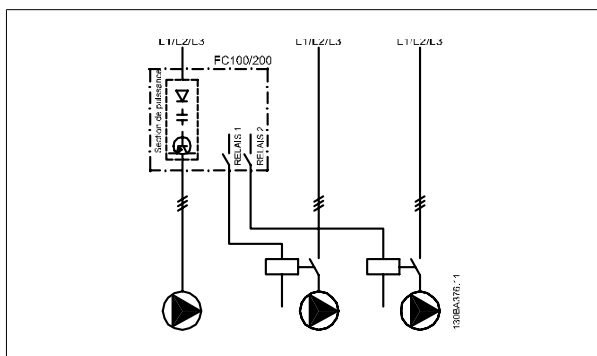 L1/L2/L3
L1/L2/L3
L1/L2/L3
FC100/200
Section de puissance
RELAIS 1
RELAIS 2
130BA376.11